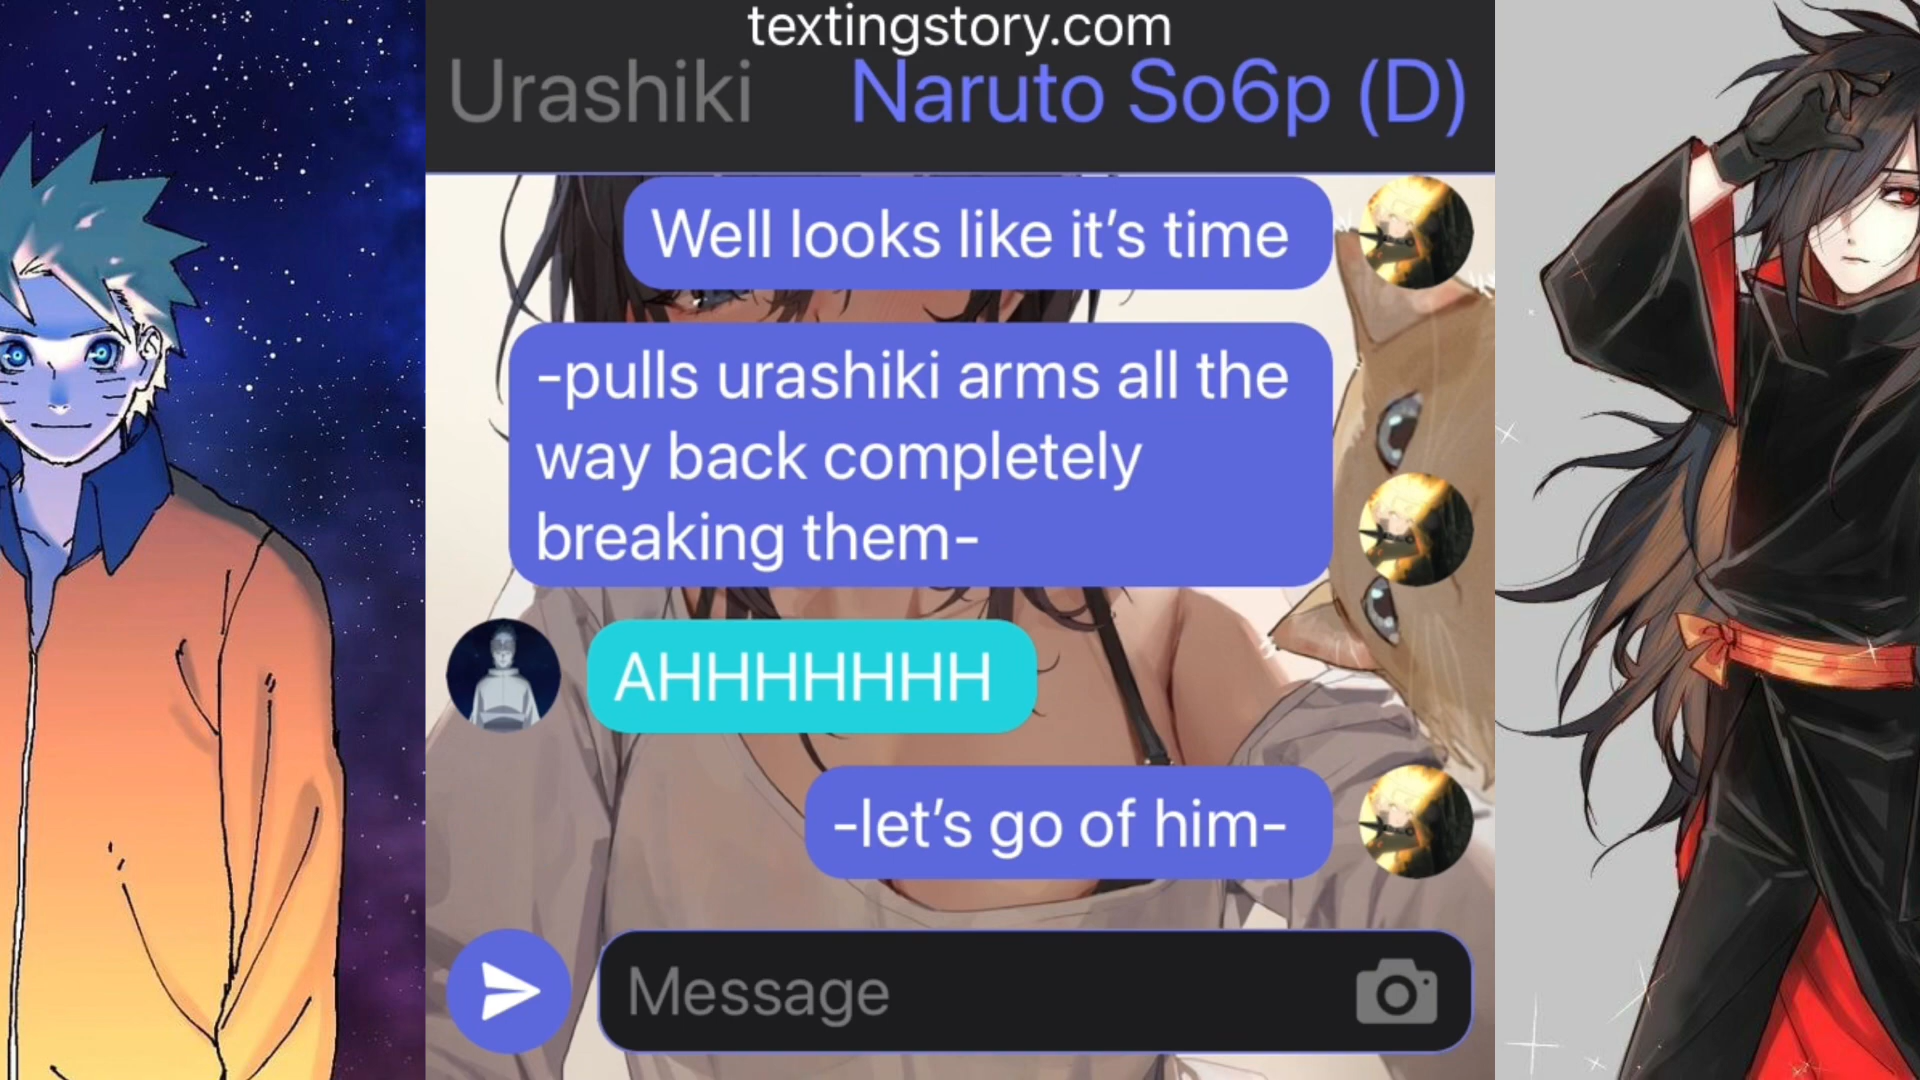 textingstory.com
Urashiki Naruto So6p (D)
Well looks like it’s time
-pulls urashiki arms all the
way back completely
breaking them-
AHHHHHHH
-let’s go of him-
Message